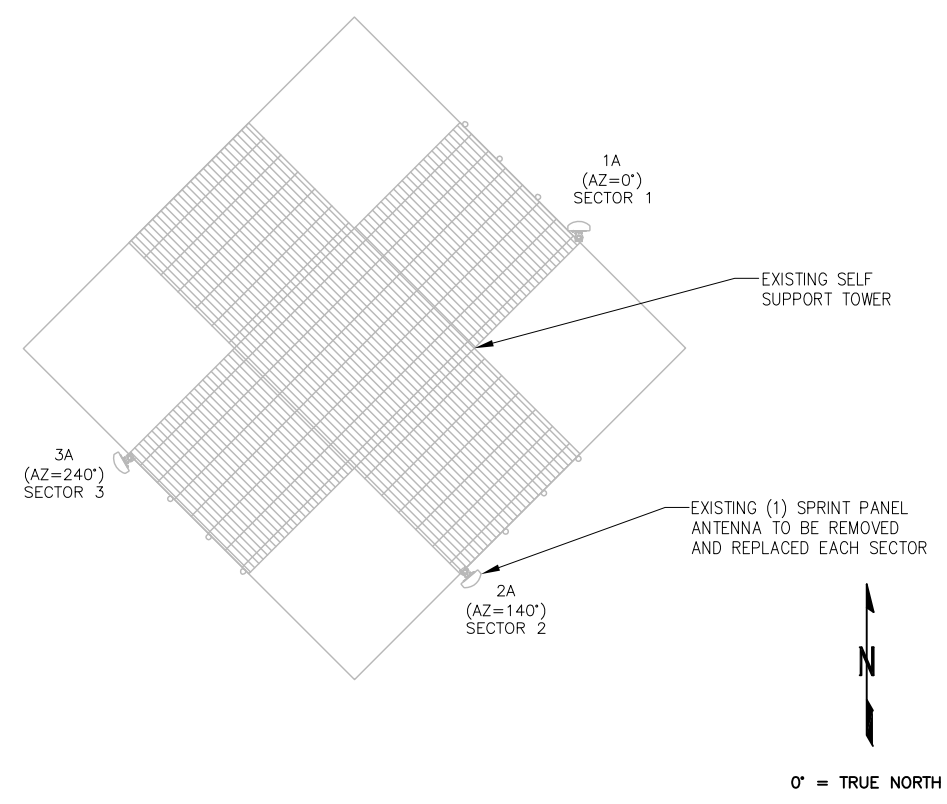 1A
(AZ=0°)
SECTOR 1
EXISTING SELF
SUPPORT TOWER
3A
(AZ=240°)
SECTOR 3
EXISTING (1) SPRINT PANEL
ANTENNA TO BE REMOVED
AND REPLACED EACH SECTOR
2A
(AZ=140°)
SECTOR 2
N
0° = TRUE NORTH